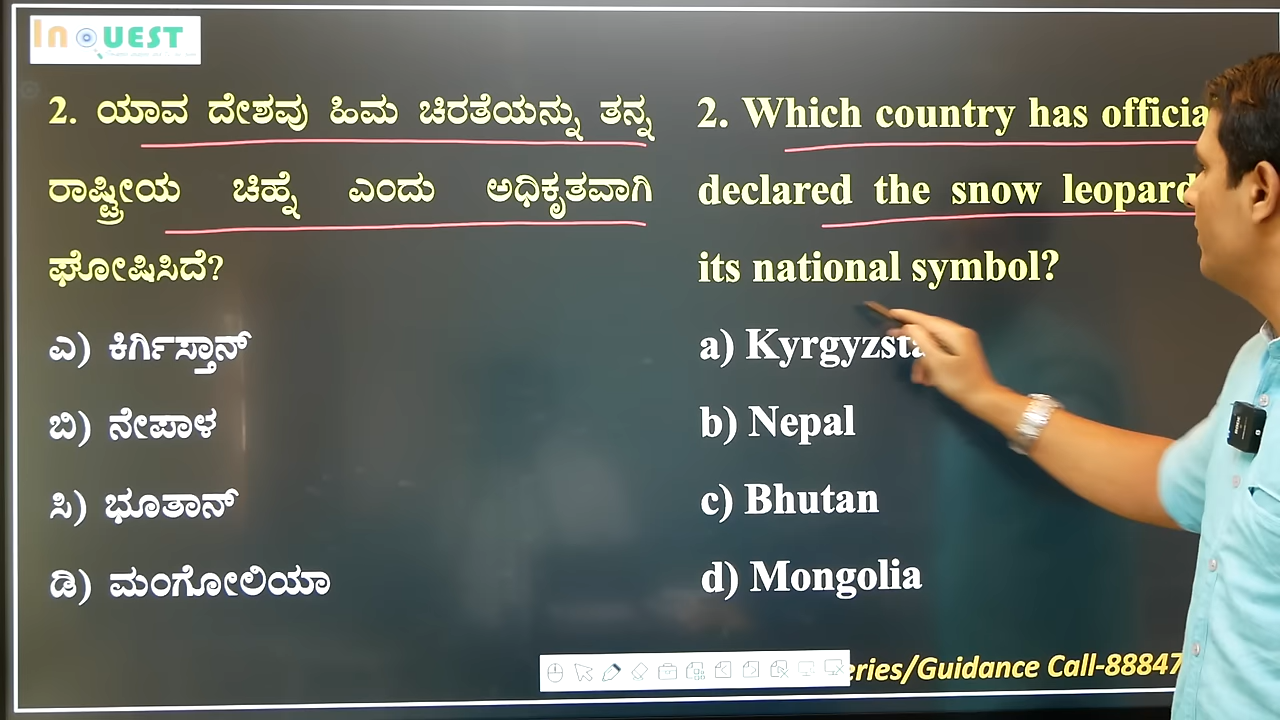 In QUEST
2. ಯಾವ ದೇಶವು ಹಿಮ ಚಿರತೆಯನ್ನು ತನ್ನ
ರಾಷ್ಟ್ರೀಯ ಚಿಹ್ನೆ ಎಂದು ಅಧಿಕೃತವಾಗಿ
ಘೋಷಿಸಿದೆ?
ಎ) ಕಿರ್ಗಿಸ್ತಾನ್
ಬಿ) ನೇಪಾಳ
ಸಿ) ಭೂತಾನ್
ಡಿ) ಮಂಗೋಲಿಯಾ
2. Which country has officia
declared the snow leopard
its national symbol?
a) Kyrgyzsta
b) Nepal
c) Bhutan
d) Mongolia
eries/Guidance Call-88847